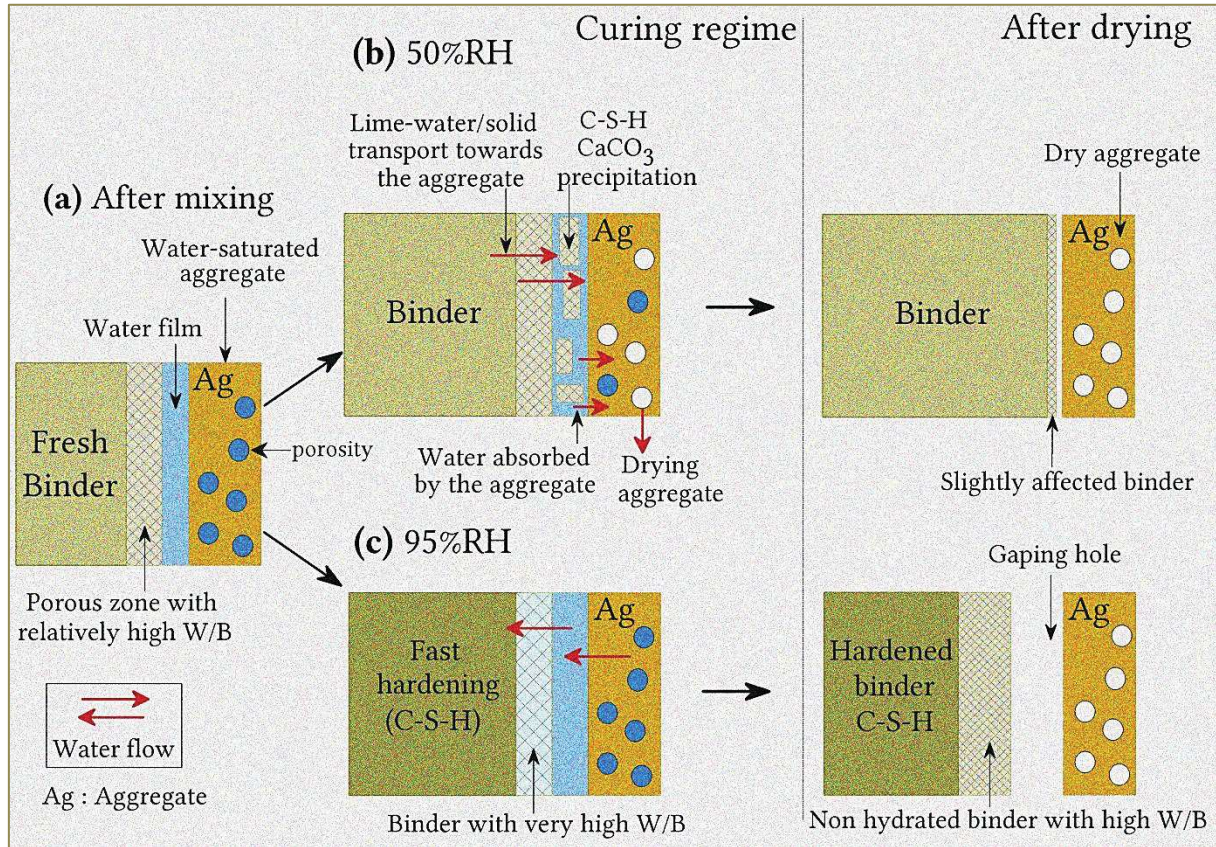 Curing regime
After drying
(b) 50%RH
Lime-water/solid
transport towards
the aggregate
C-S-H
CaCO₃
precipitation
Dry aggregate
(a) After mixing
Water-saturated
aggregate
Water film
Ag
Fresh
Binder
porosity
Porous zone with
relatively high W/B
Binder
Ag
Water absorbed
by the aggregate
Drying
aggregate
Binder
Ag
Slightly affected binder
(c) 95%RH
Gaping hole
Fast
hardening
(C-S-H)
Ag
Binder with very high W/B
Hardened
binder
C-S-H
Ag
Non hydrated binder with high W/B
Water flow
Ag : Aggregate